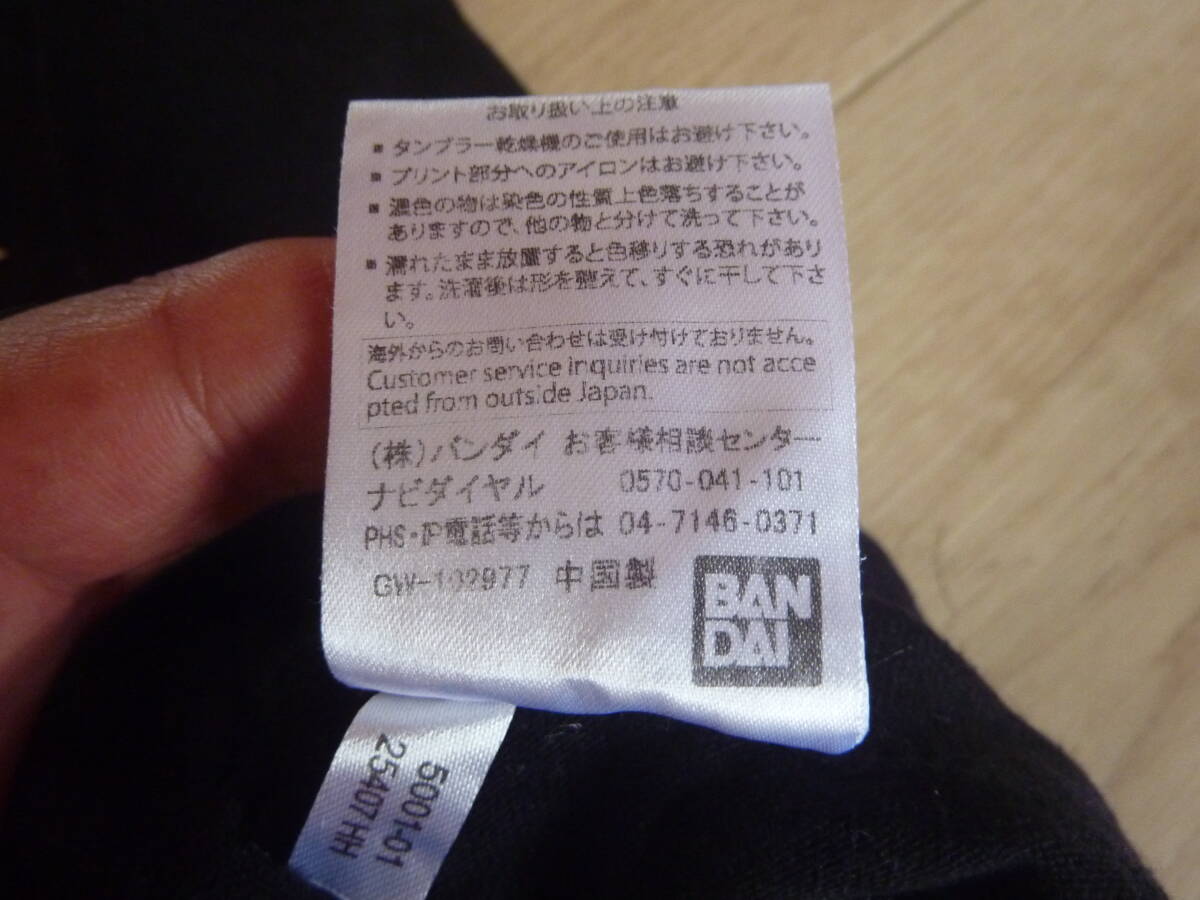 お取り扱い上の注意
■ タンブラー乾燥機のご使用はお避け下さい。
■ プリント部分へのアイロンはお避け下さい。
■ 濃色の物は染色の性質上色落ちすることが
ありますので、他の物と分けて洗って下さい。
■ 濡れたまま放置すると色移りする恐れがあり
ます。洗濯後は形を整えて、すぐに干して下さ
い。
海外からのお問い合わせは受け付けておりません。
Customer service inquiries are not acce
pted from outside Japan.
(株)バンダイ お客様相談センター
ナビダイヤル 0570-041-101
PHS・IP電話等からは 04-7146-0371
GW-102977 中国製
BAN
DAI
5001-01
25407HH